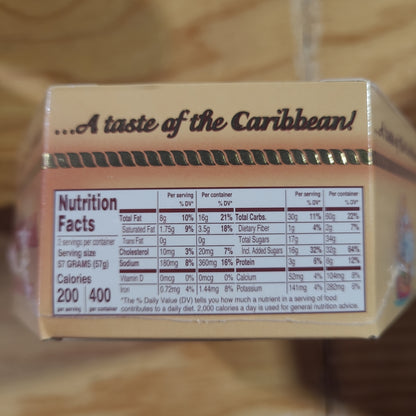 ...A taste of the Caribbean!
Nutrition Facts
2 servings per container
Serving size
57 GRAMS (57g)
Calories
200 400
per serving per container
Per serving Per container
% DV* % DV*
Total Fat 8g 10% 16g 21%
Saturated Fat 1.75g 9% 3.5g 18%
Trans Fat 0g 0g
Cholesterol 10mg 3% 20mg 7%
Sodium 180mg 8% 360mg 16%
Vitamin D 0mcg 0% 0mcg 0%
Iron 0.72mg 4% 1.44mg 8%
Per serving Per container
% DV* % DV*
Total Carbs. 30g 11% 60g 22%
Dietary Fiber 1g 4% 2g 7%
Total Sugars 17g 34g
Incl. Added Sugars 16g 32% 32g 64%
Protein 3g 6% 6g 12%
Calcium 52mg 4% 104mg 8%
Potassium 141mg 4% 282mg 6%
*The % Daily Value (DV) tells you how much a nutrient in a serving of food
contributes to a daily diet. 2,000 calories a day is used for general nutrition advice.